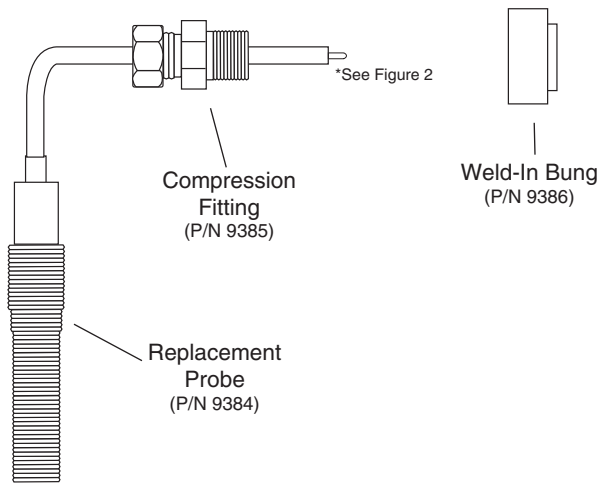 *See Figure 2
Compression
Fitting
(P/N 9385)
Weld-In Bung
(P/N 9386)
Replacement
Probe
(P/N 9384)